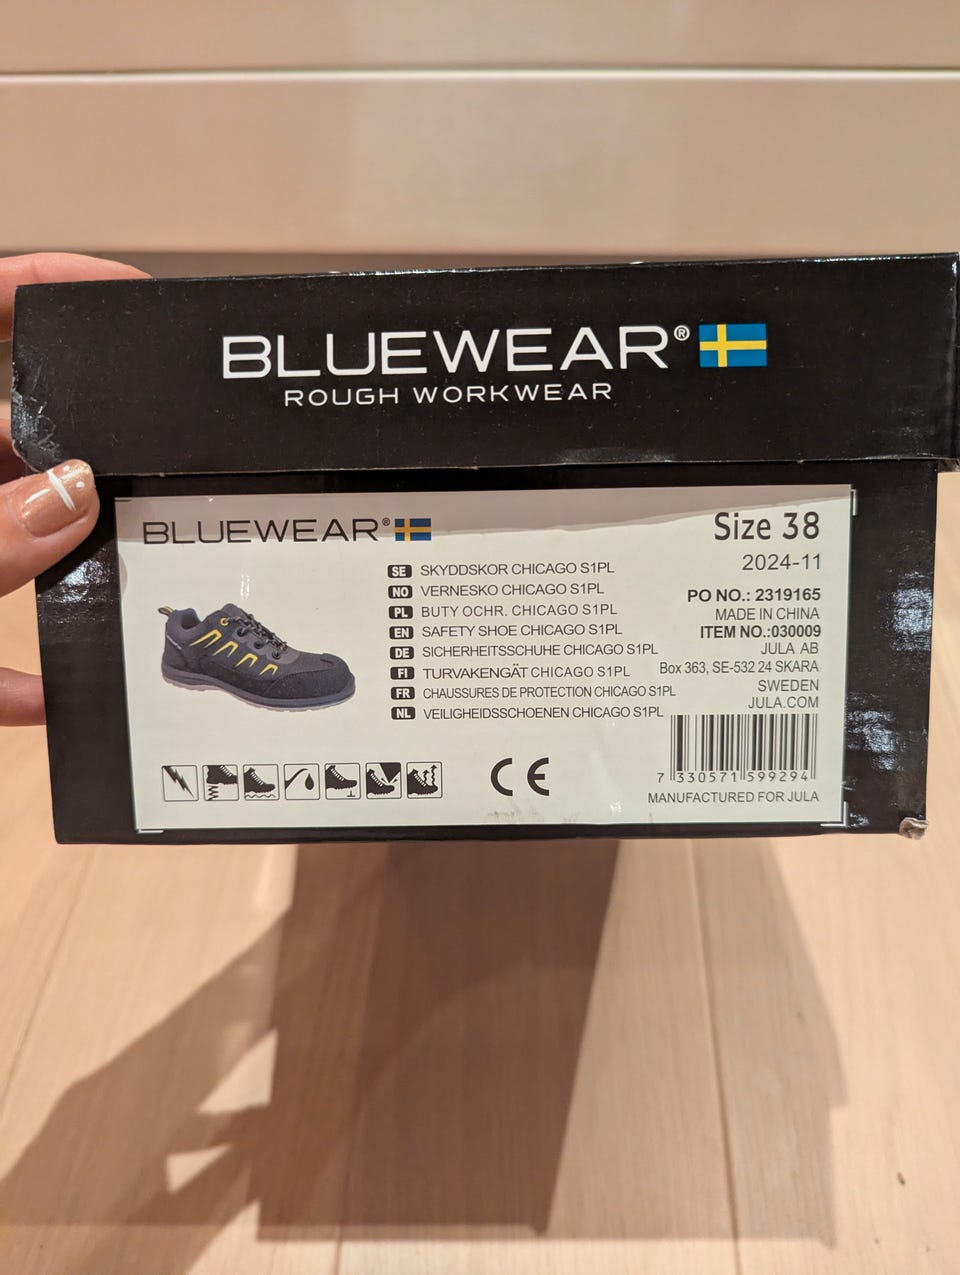 BLUEWEAR®
ROUGH WORKWEAR
BLUEWEAR®
SE SKYDDSKOR CHICAGO S1PL
NO VERNESKO CHICAGO S1PL
PL BUTY OCHR. CHICAGO S1PL
EN SAFETY SHOE CHICAGO S1PL
DE SICHERHEITSSCHUHE CHICAGO S1PL
FI TURVAKENGÄT CHICAGO S1PL
FR CHAUSSURES DE PROTECTION CHICAGO S1PL
NL VEILIGHEIDSSCHOENEN CHICAGO S1PL
CE
Size 38
2024-11
PO NO.: 2319165
MADE IN CHINA
ITEM NO.:030009
JULA AB
Box 363, SE-532 24 SKARA
SWEDEN
JULA.COM
7 330571 599294
MANUFACTURED FOR JULA